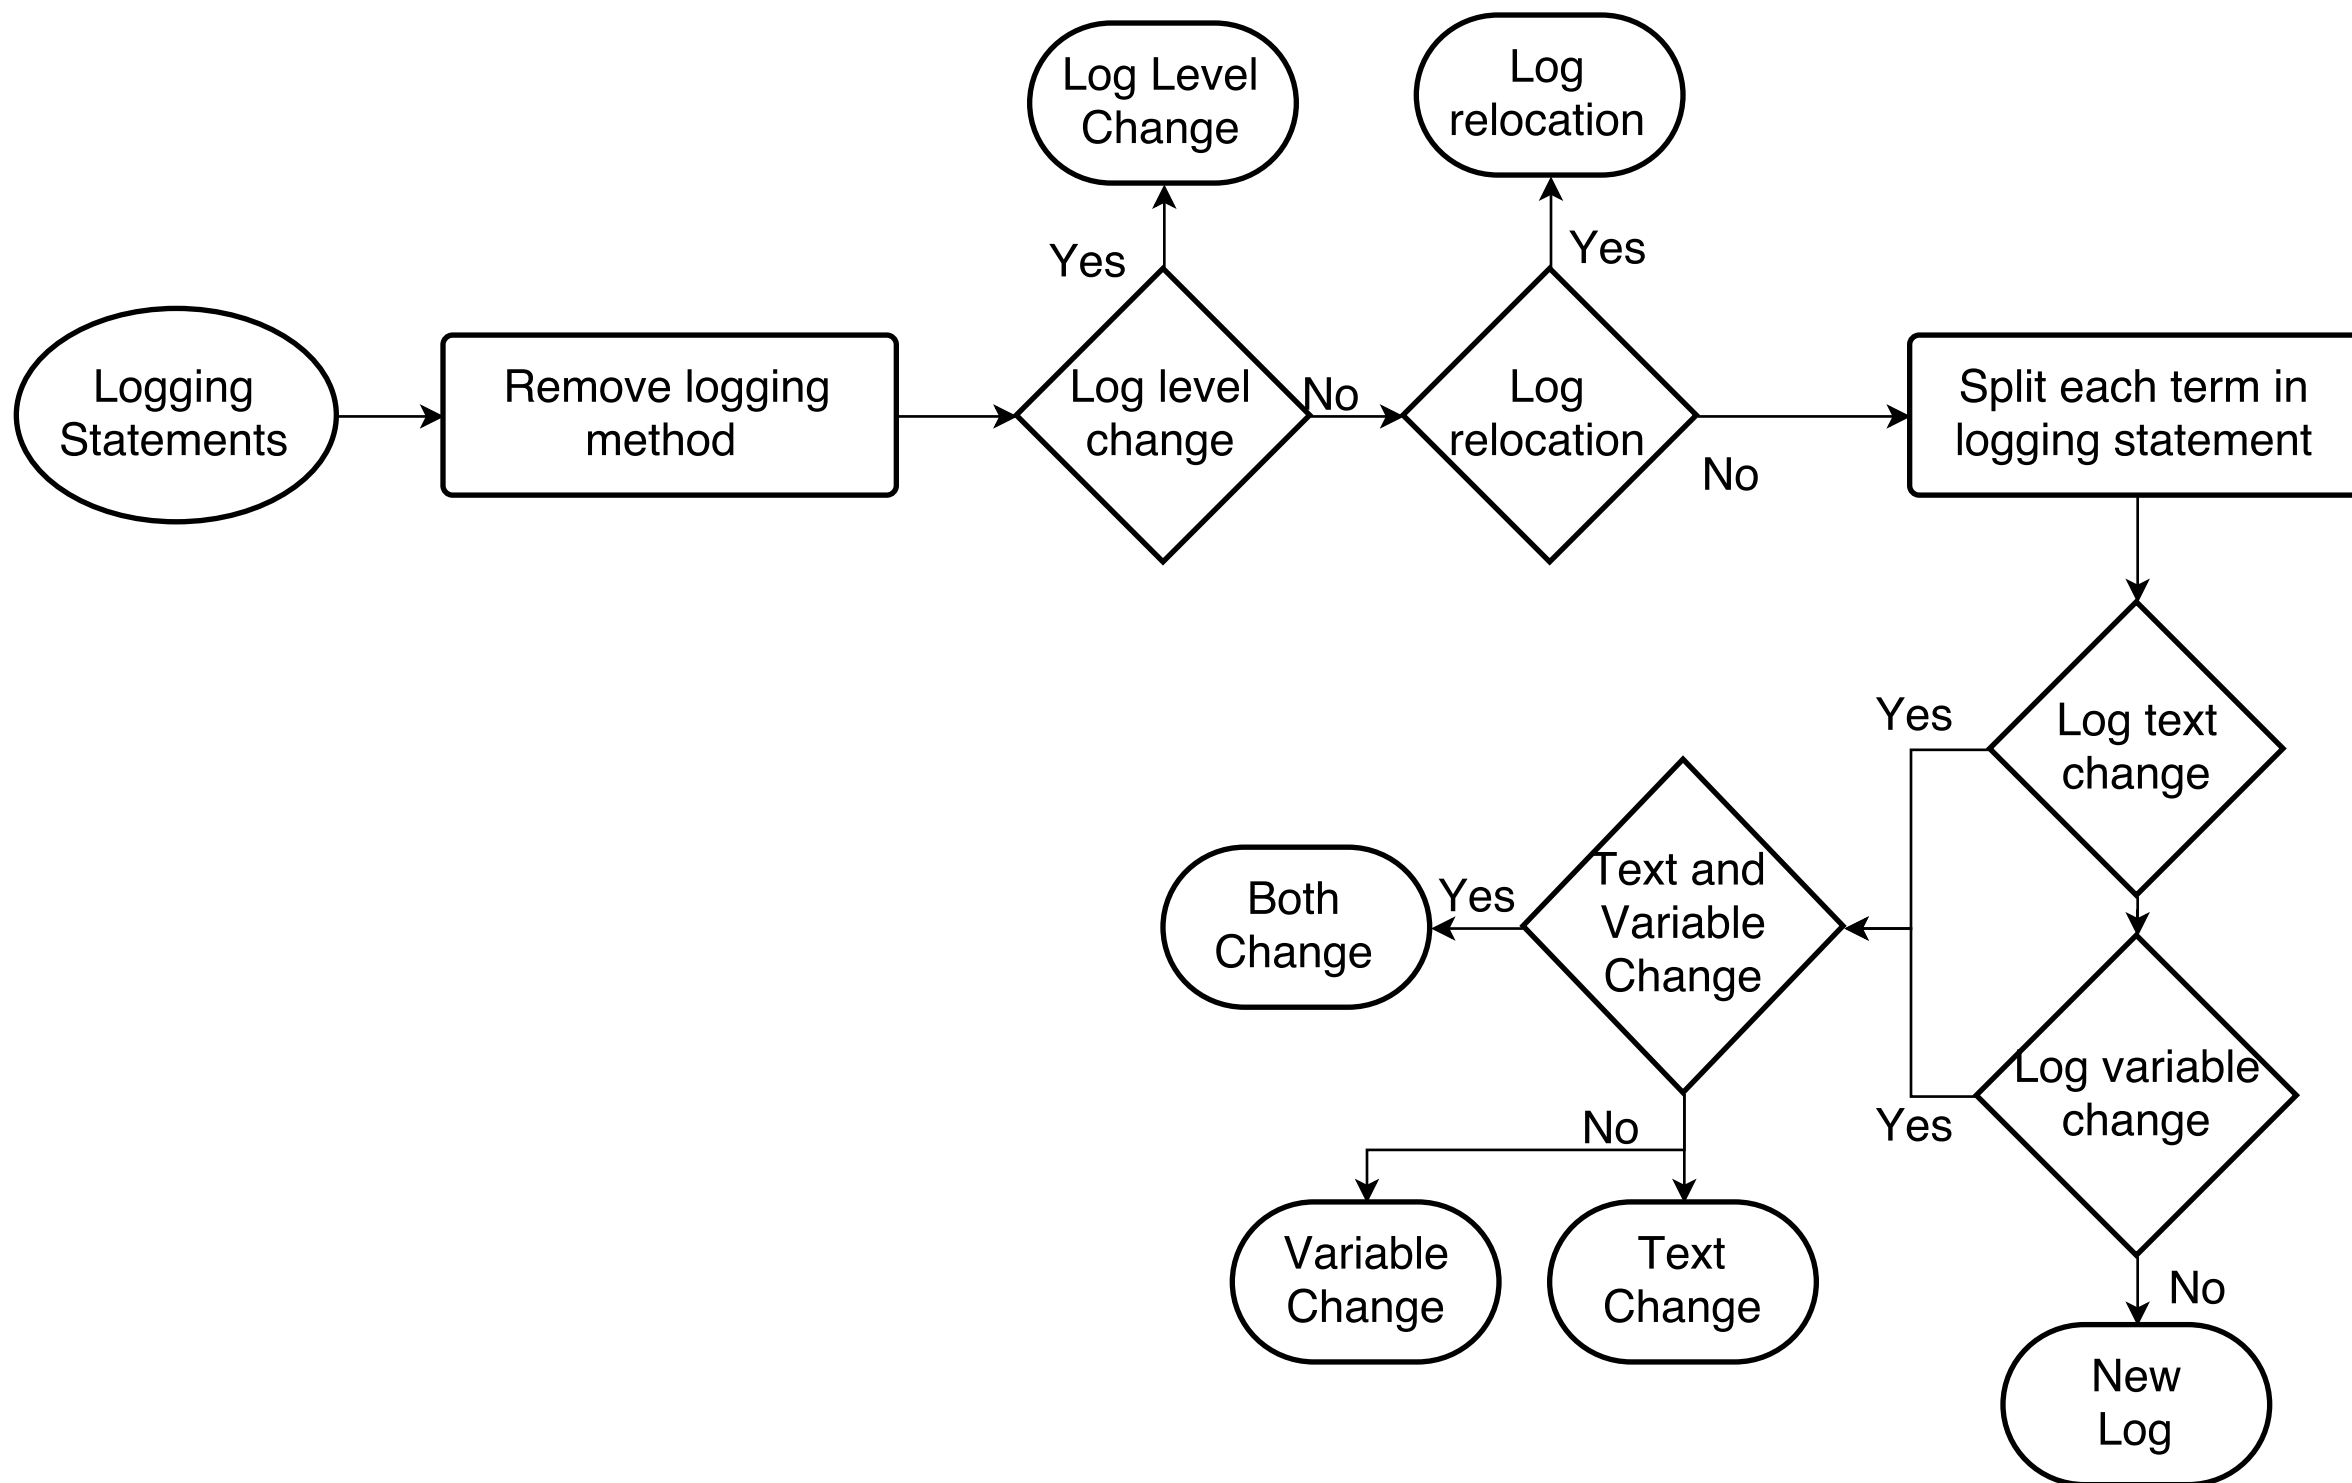 Log Level
Change
Log
relocation
Yes
Yes
Logging
Statements
Remove logging
method
Log level
change
No
Log
relocation
No
Split each term in
logging statement
Yes
Log text
change
Both
Change
Yes
Text and
Variable
Change
Log variable
change
Yes
No
Variable
Change
Text
Change
No
New
Log